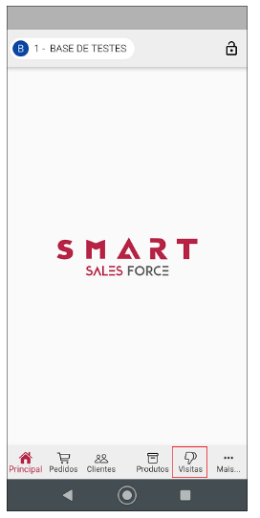 B 1 - BASE DE TESTES
SMART
SALES FORCE
Principal Pedidos Clientes Produtos Visitas Mais...